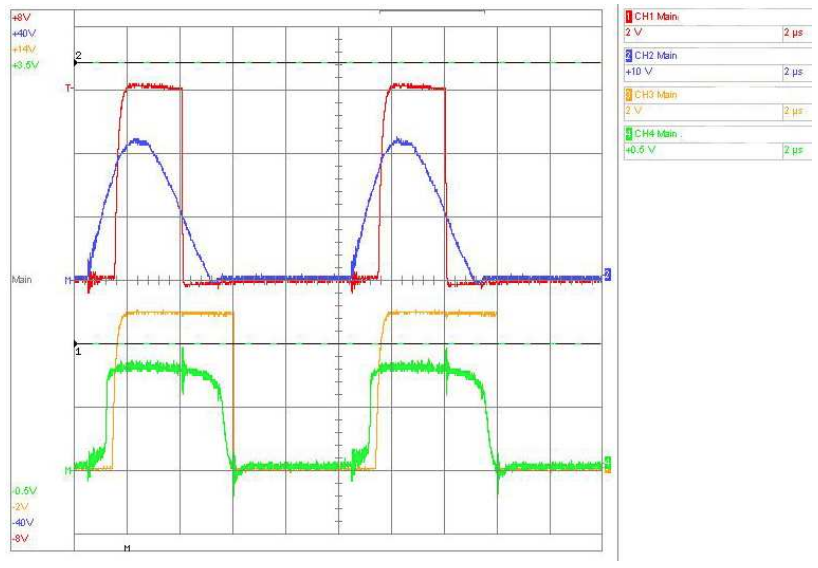 +8V
+40V
+14V
+3.5V
2
T-
Main
M
1
M
-0.5V
-2V
-40V
-8V
M
2
4
1 CH1 Main
2 V 2 µs
2 CH2 Main
+10 V 2 µs
3 CH3 Main
2 V 2 µs
4 CH4 Main .
+0.5 V 2 µs